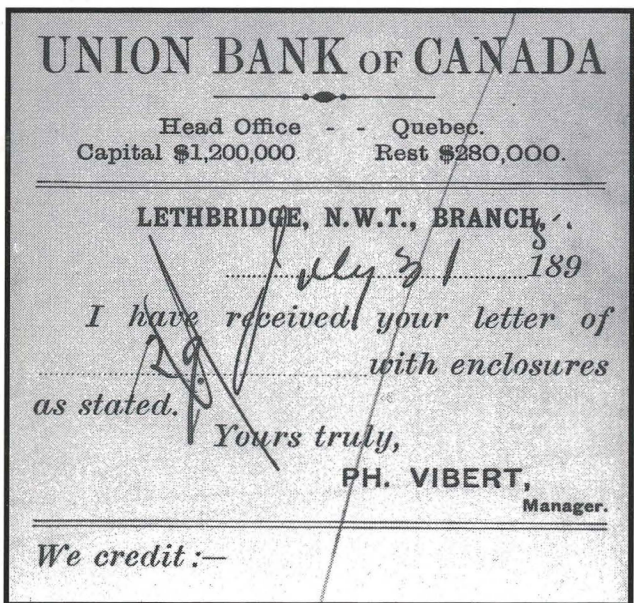 UNION BANK OF CANADA
Head Office - - Quebec.
Capital $1,200,000. Rest $280,000.
LETHBRIDGE, N.W.T., BRANCH,
July 31 1895
I have received your letter of
29 with enclosures
as stated.
Yours truly,
PH. VIBERT,
Manager.
We credit:—